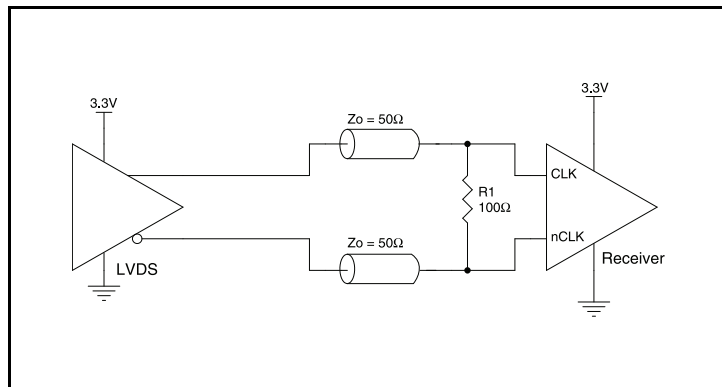 3.3V
3.3V
Zo = 50Ω
CLK
R1
100Ω
nCLK
Zo = 50Ω
LVDS
Receiver